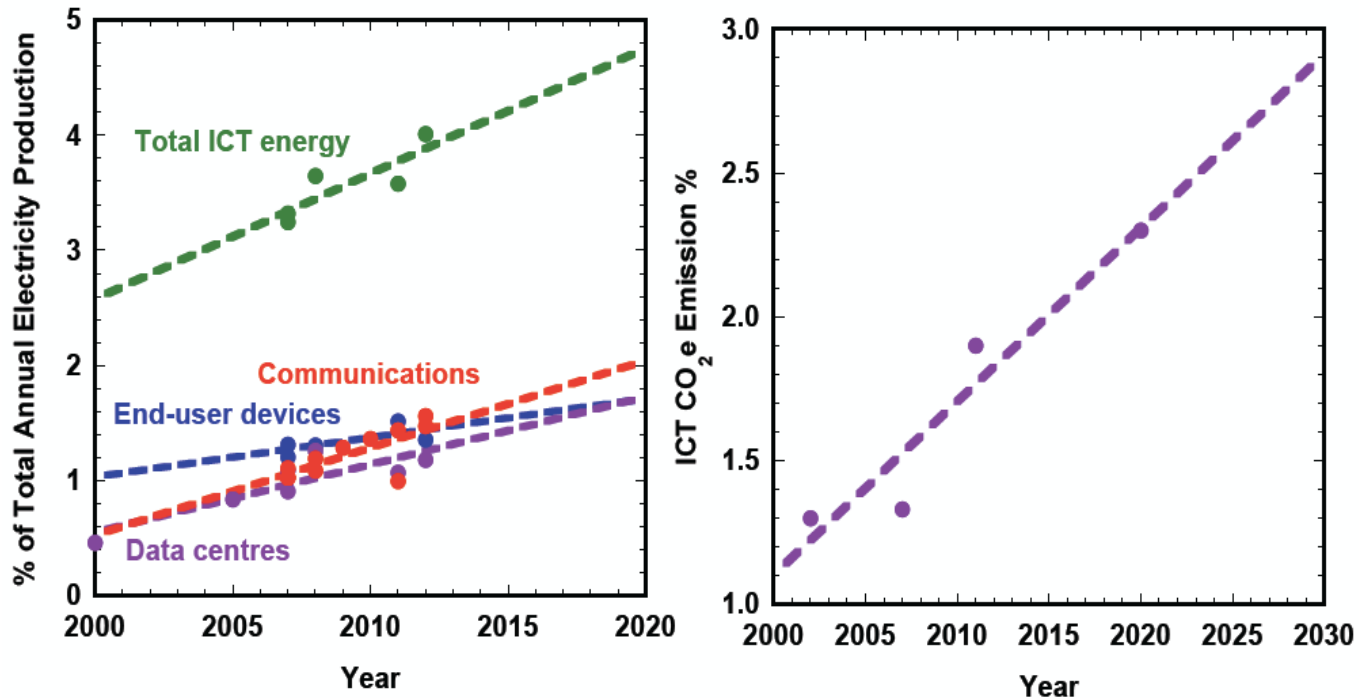 % of Total Annual Electricity Production
5
4
3
2
1
0
Total ICT energy
Communications
End-user devices
Data centres
2000 2005 2010 2015 2020
Year
ICT CO2e Emission %
3.0
2.5
2.0
1.5
1.0
2000 2005 2010 2015 2020 2025 2030
Year